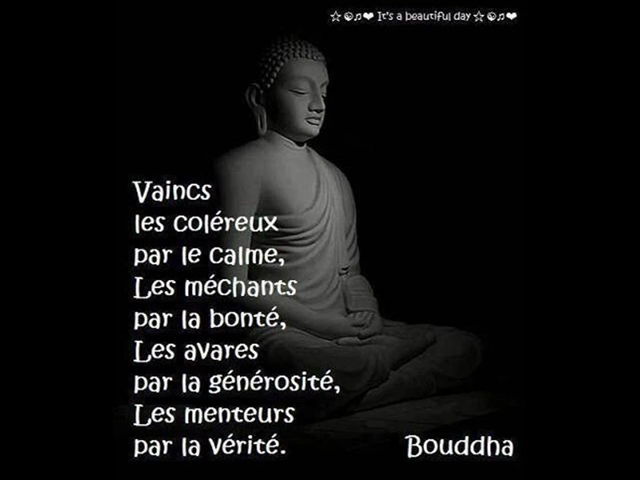 ☆☯♫❤ It's a beautiful day ☆☯♫❤
Vaincs
les coléreux
par le calme,
Les méchants
par la bonté,
Les avares
par la générosité,
Les menteurs
par la vérité.
Bouddha